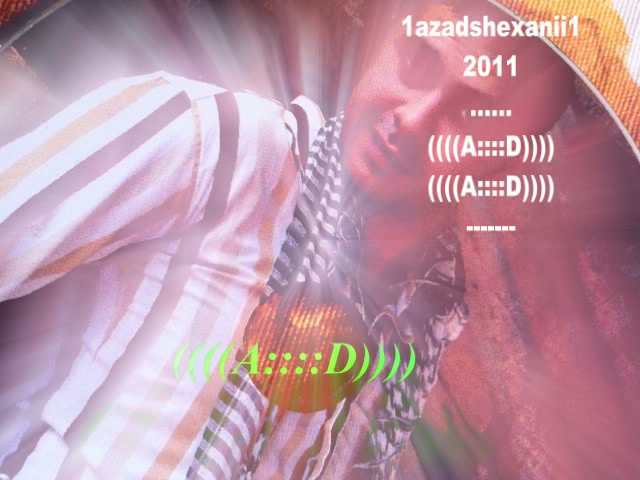 1azadshexanii1
2011
......
((((A::::D))))
((((A::::D))))
-------
((((A::::D))))